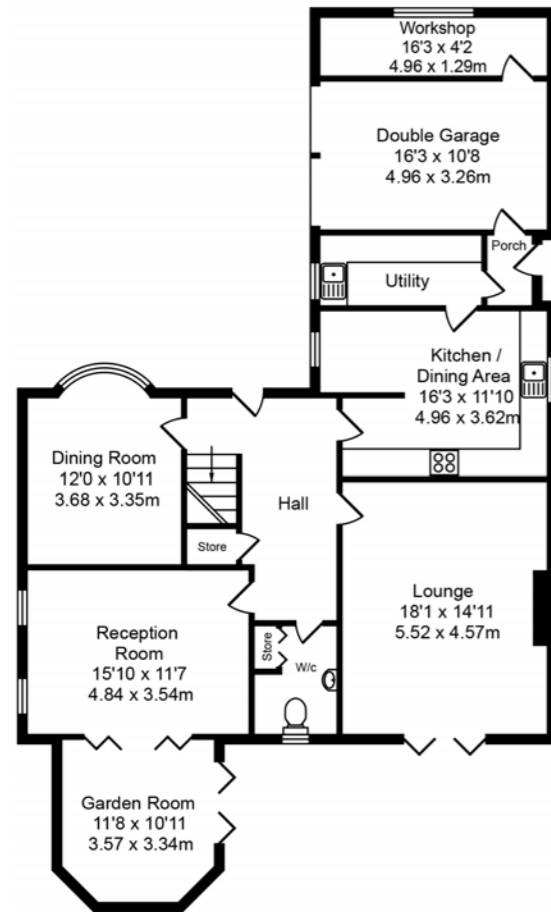 Workshop
16'3 x 4'2
4.96 x 1.29m
Double Garage
16'3 x 10'8
4.96 x 3.26m
Porch
Utility
Kitchen /
Dining Area
16'3 x 11'10
4.96 x 3.62m
Dining Room
12'0 x 10'11
3.68 x 3.35m
Hall
Store
Lounge
18'1 x 14'11
5.52 x 4.57m
Reception
Room
15'10 x 11'7
4.84 x 3.54m
Store
W/c
Garden Room
11'8 x 10'11
3.57 x 3.34m